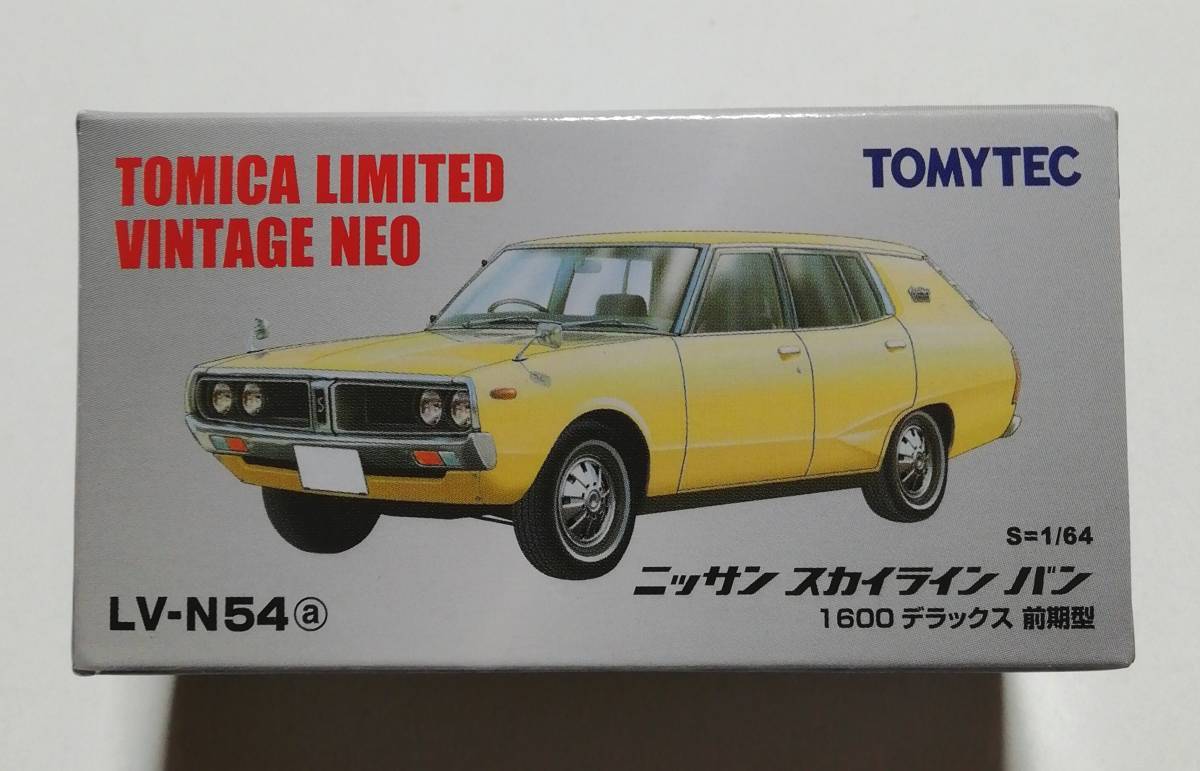 TOMICA LIMITED
VINTAGE NEO
TOMYTEC
S
S=1/64
ニッサン スカイライン バン
1600 デラックス 前期型
LV-N54ⓐ